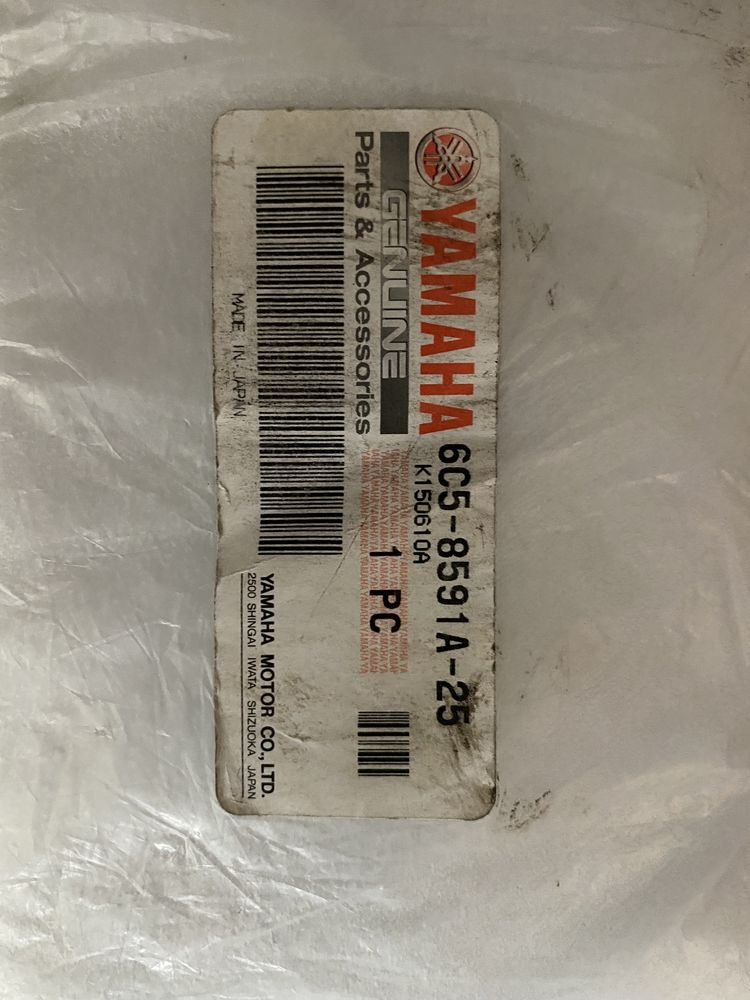 YAMAHA
GENUINE
Parts & Accessories
6C5-8591A-25
K150610A
1 PC
MADE IN JAPAN
YAMAHA MOTOR CO., LTD.
2500 SHINGAI IWATA SHIZUOKA JAPAN